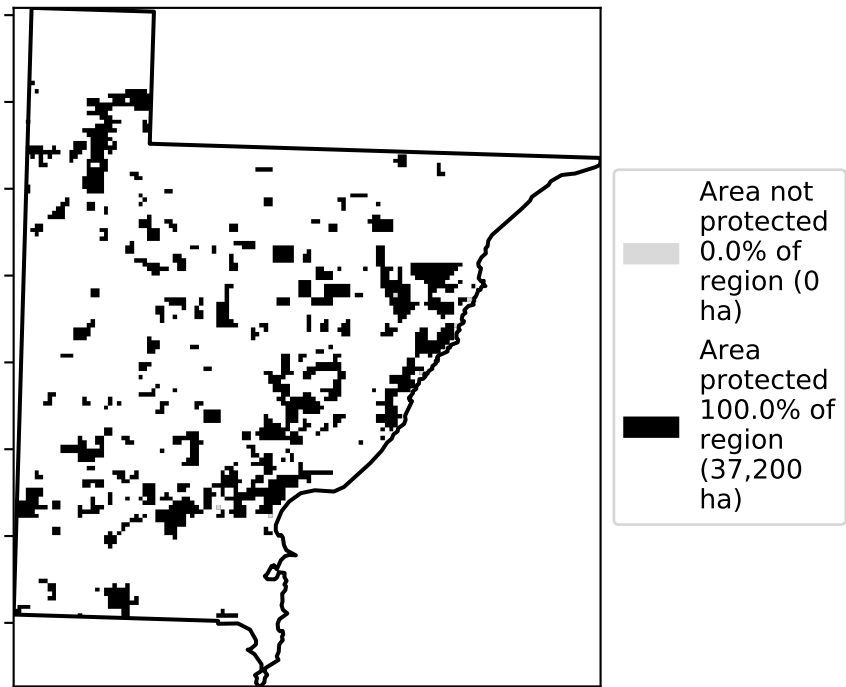 Area not
protected
0.0% of
region (0
ha)
Area
protected
100.0% of
region
(37,200
ha)